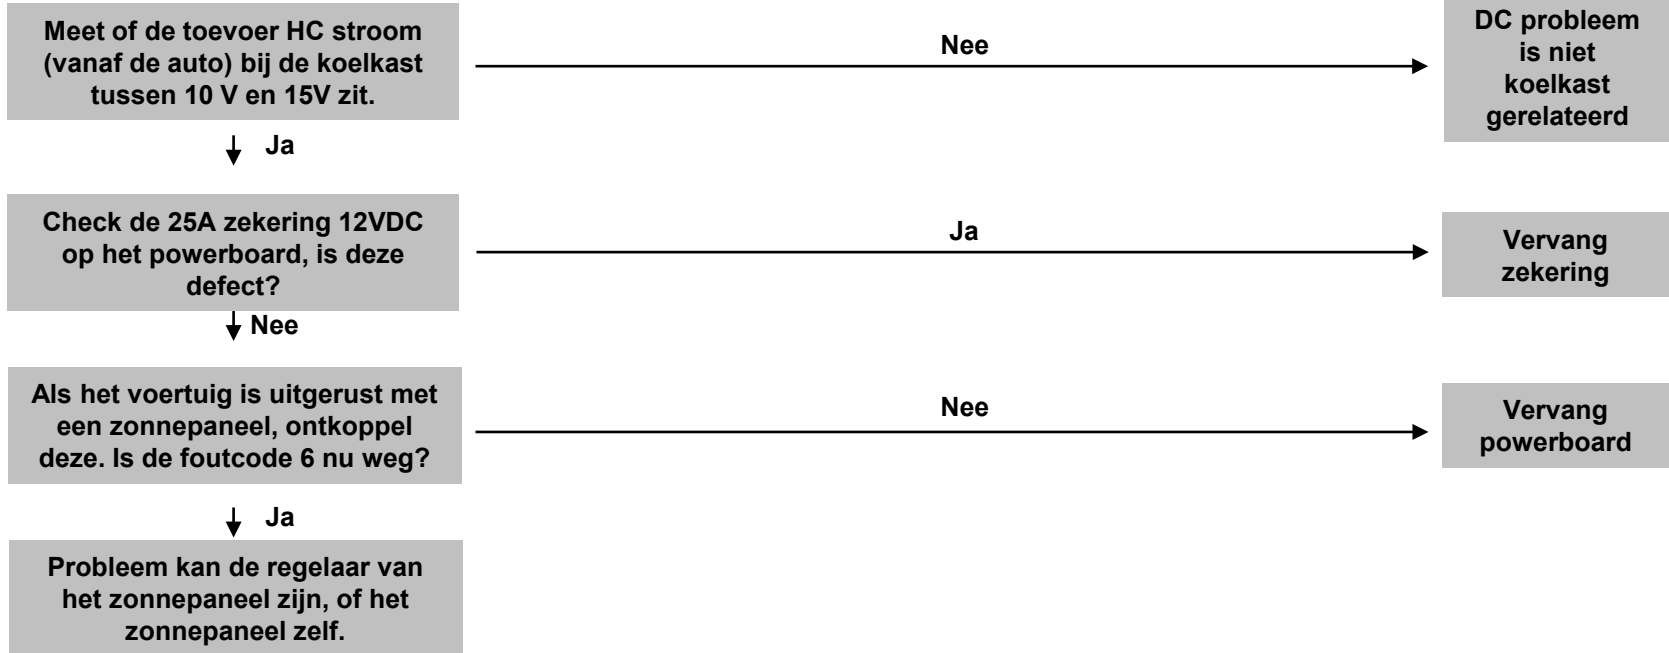 Meet of de toevoer HC stroom
(vanaf de auto) bij de koelkast
tussen 10 V en 15V zit.
Nee
DC probleem
is niet
koelkast
gerelateerd
Ja
Check de 25A zekering 12VDC
op het powerboard, is deze
defect?
Ja
Vervang
zekering
Nee
Als het voertuig is uitgerust met
een zonnepaneel, ontkoppel
deze. Is de foutcode 6 nu weg?
Nee
Vervang
powerboard
Ja
Probleem kan de regelaar van
het zonnepaneel zijn, of het
zonnepaneel zelf.